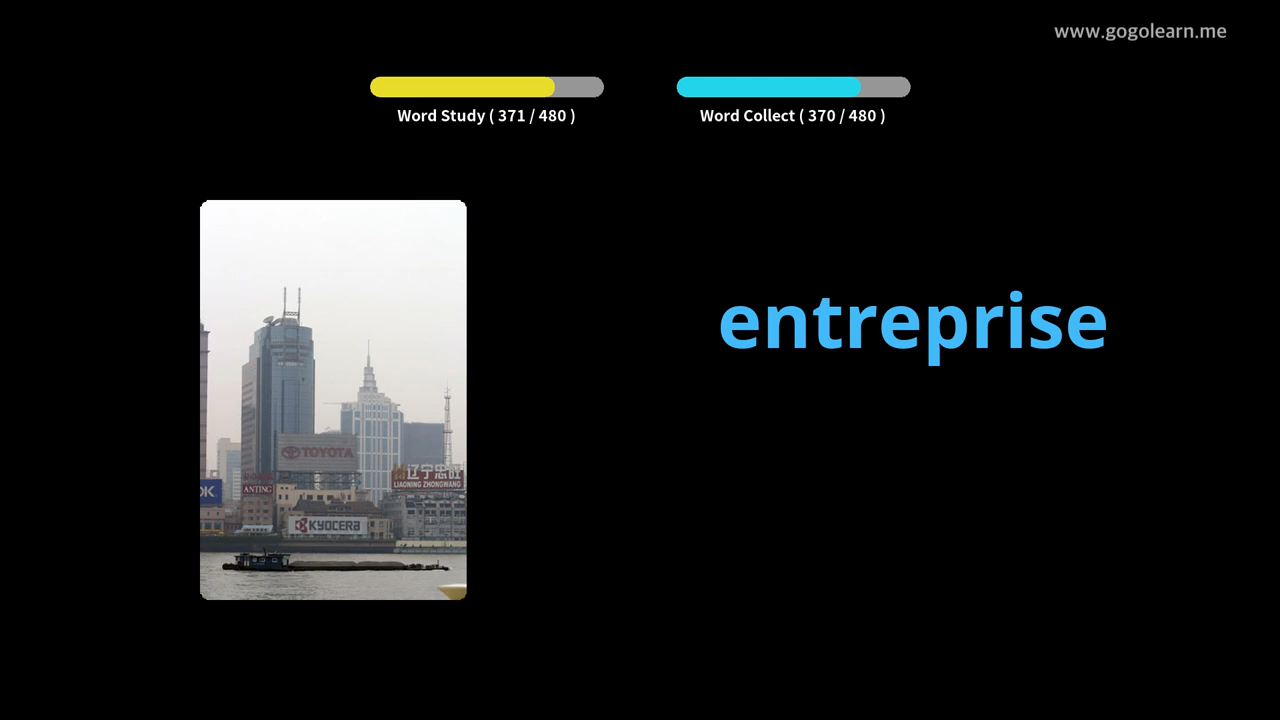 www.gogolearn.me
Word Study ( 371 / 480 )
Word Collect ( 370 / 480 )
entreprise
TOYOTA
辽宁忠旺
LIAONING ZHONGWANG
ANTING
OK
KYOCERA